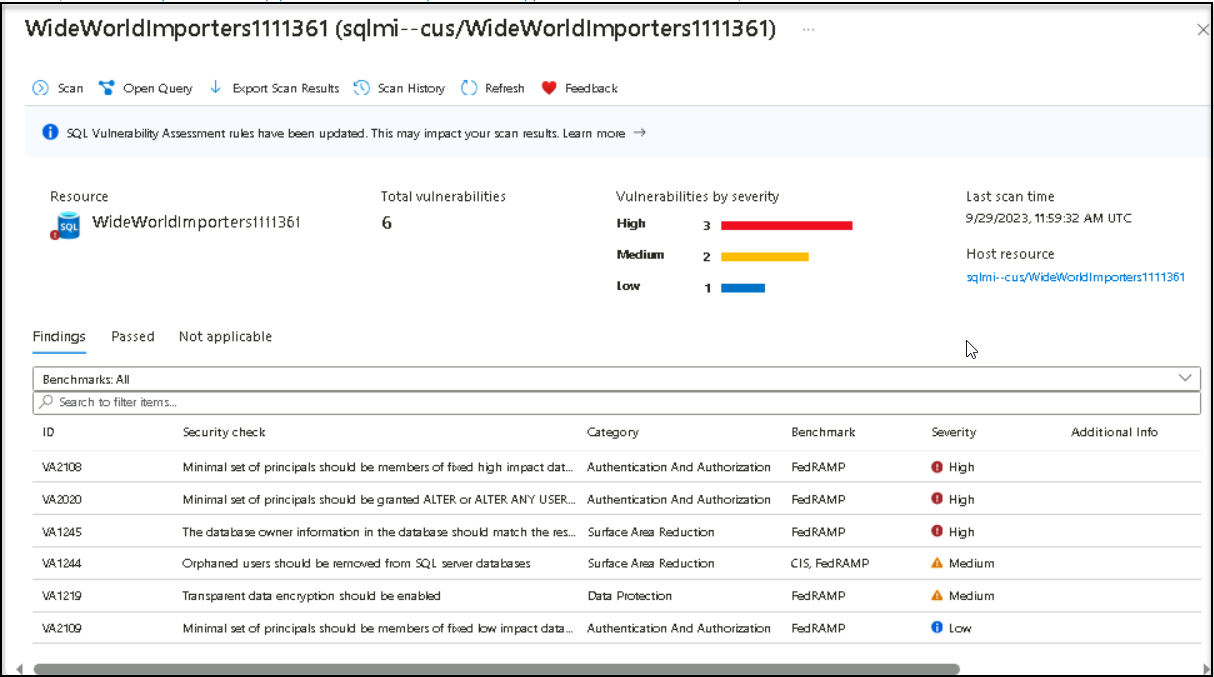 WideWorldImporters1111361 (sqlmi--cus/WideWorldImporters1111361) ...
Scan Open Query Export Scan Results Scan History Refresh Feedback
SQL Vulnerability Assessment rules have been updated. This may impact your scan results. Learn more →
Resource Total vulnerabilities Vulnerabilities by severity Last scan time
SQL WideWorldImporters1111361 6 High 3 9/29/2023, 11:59:32 AM UTC
Medium 2 Host resource
Low 1 sqlmi--cus/WideWorldImporters1111361
Findings Passed Not applicable
Benchmarks: All
Search to filter items...
ID Security check Category Benchmark Severity Additional Info
VA2108 Minimal set of principals should be members of fixed high impact dat... Authentication And Authorization FedRAMP High
VA2020 Minimal set of principals should be granted ALTER or ALTER ANY USER... Authentication And Authorization FedRAMP High
VA1245 The database owner information in the database should match the res... Surface Area Reduction FedRAMP High
VA1244 Orphaned users should be removed from SQL server databases Surface Area Reduction CIS, FedRAMP Medium
VA1219 Transparent data encryption should be enabled Data Protection FedRAMP Medium
VA2109 Minimal set of principals should be members of fixed low impact data... Authentication And Authorization FedRAMP Low